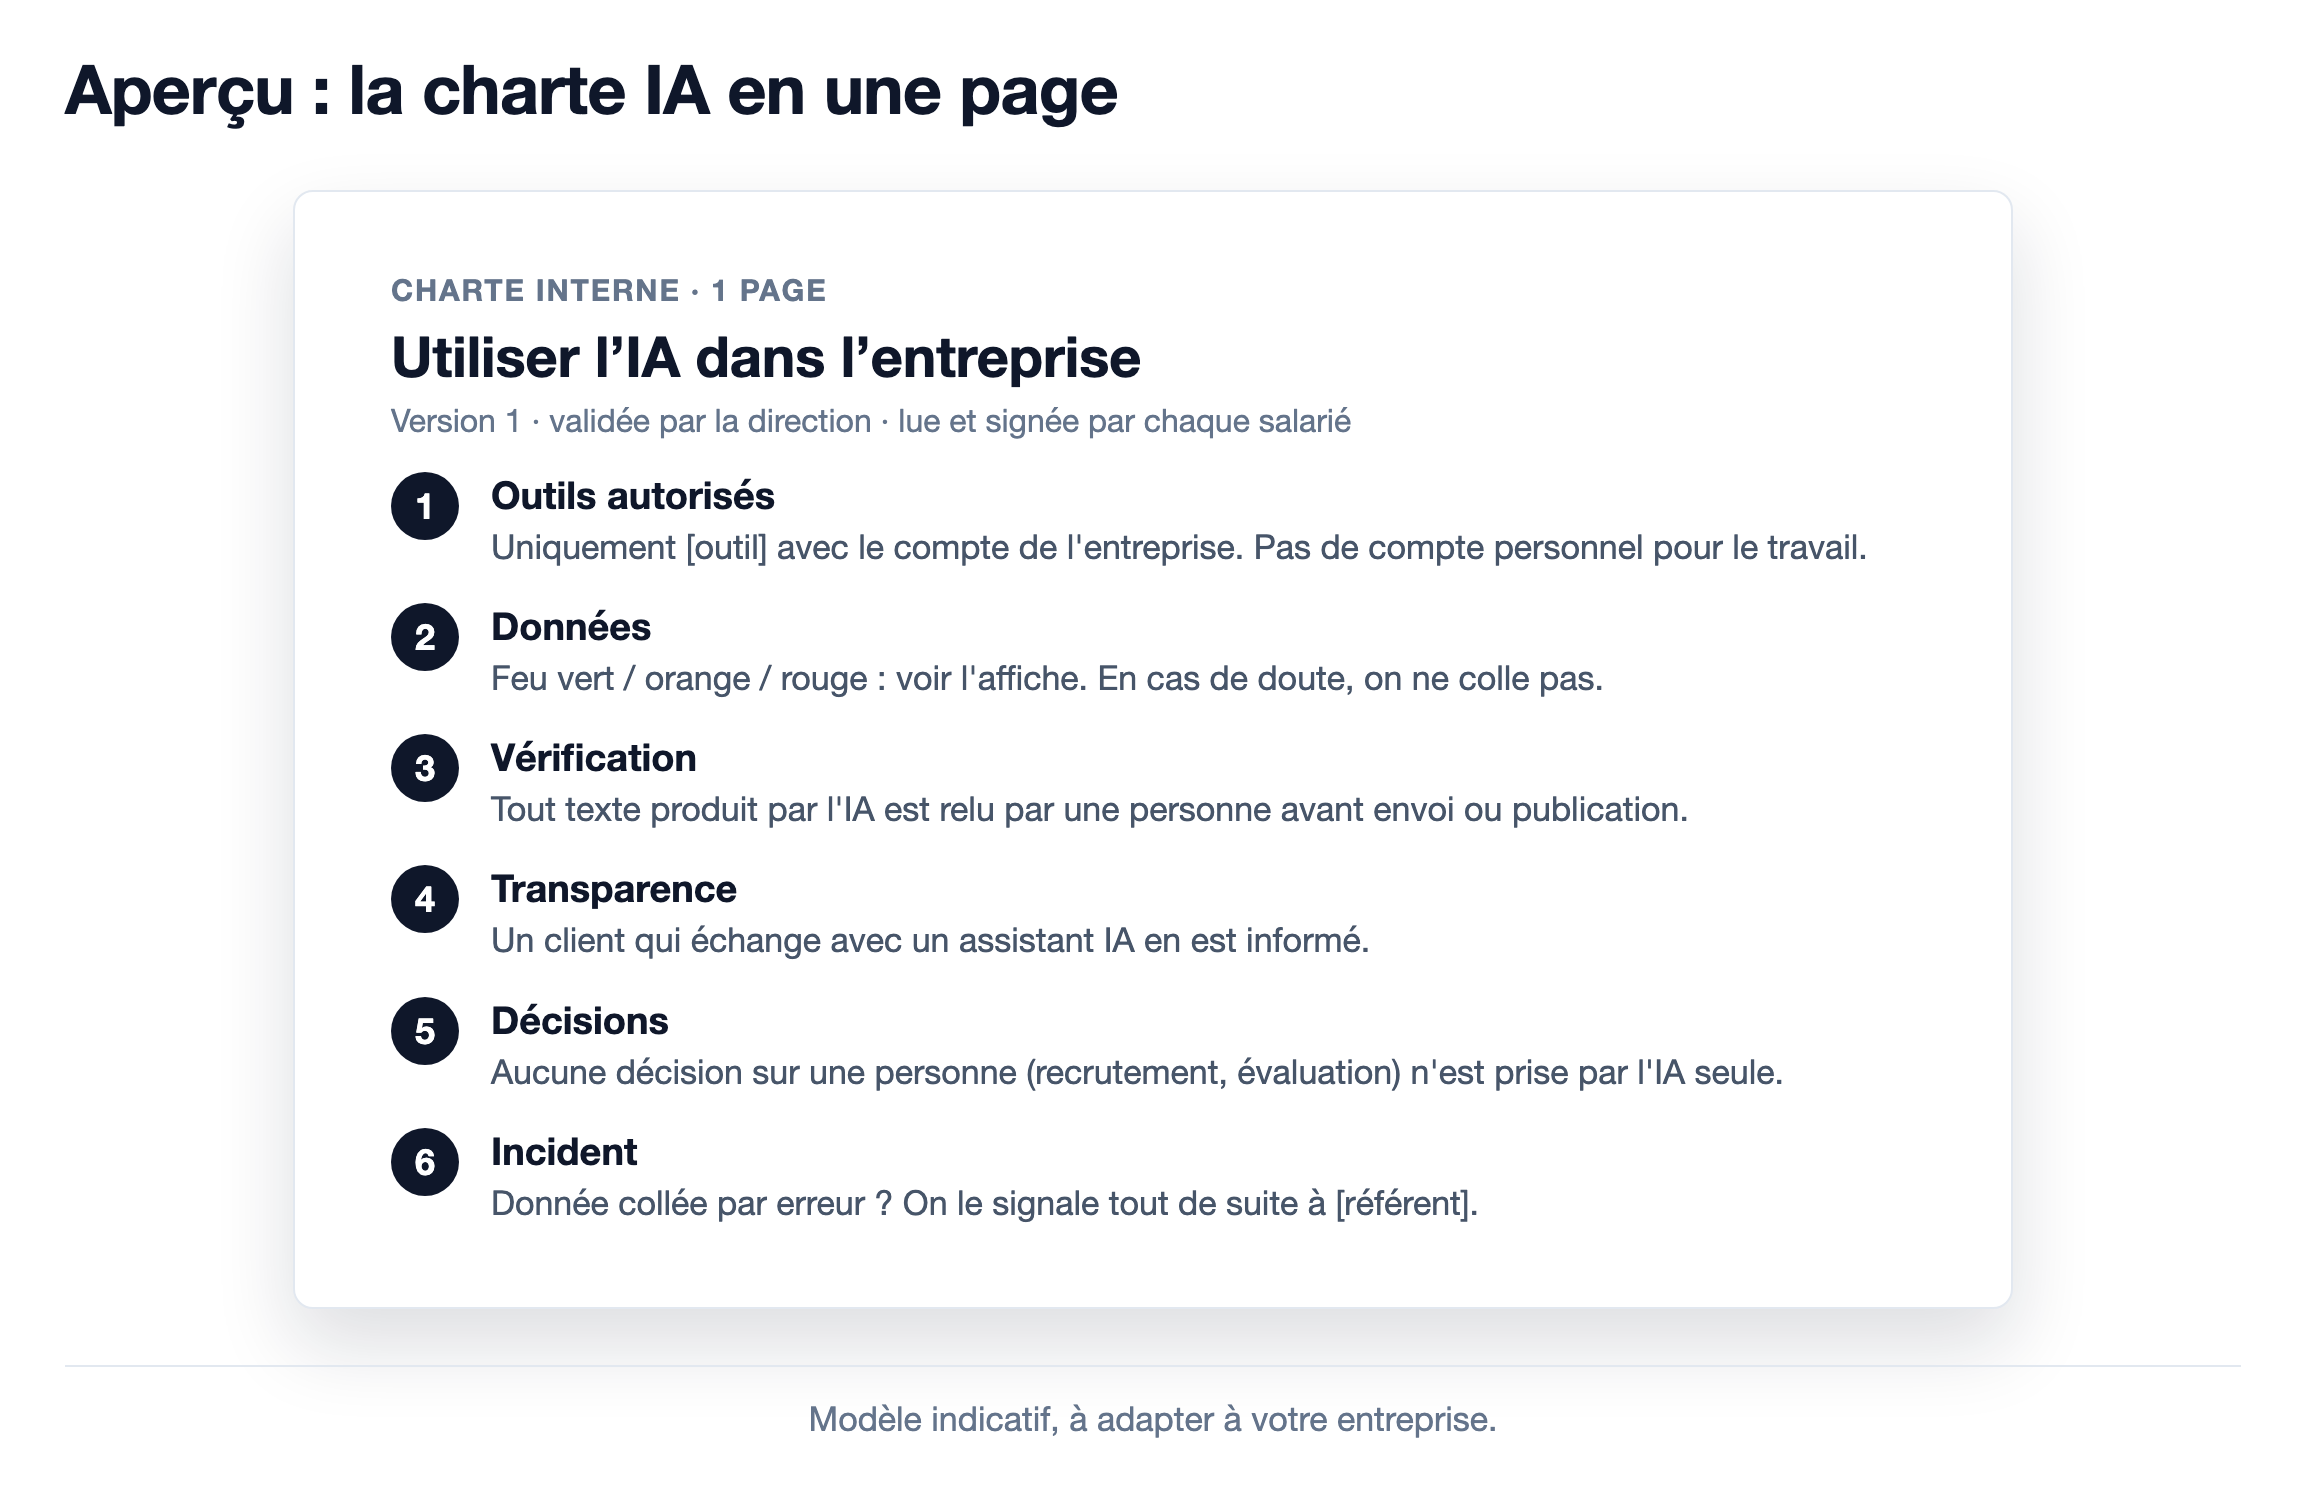 Aperçu : la charte IA en une page
CHARTE INTERNE · 1 PAGE
Utiliser l’IA dans l’entreprise
Version 1 · validée par la direction · lue et signée par chaque salarié
1 Outils autorisés
Uniquement [outil] avec le compte de l'entreprise. Pas de compte personnel pour le travail.
2 Données
Feu vert / orange / rouge : voir l'affiche. En cas de doute, on ne colle pas.
3 Vérification
Tout texte produit par l'IA est relu par une personne avant envoi ou publication.
4 Transparence
Un client qui échange avec un assistant IA en est informé.
5 Décisions
Aucune décision sur une personne (recrutement, évaluation) n'est prise par l'IA seule.
6 Incident
Donnée collée par erreur ? On le signale tout de suite à [référent].
Modèle indicatif, à adapter à votre entreprise.